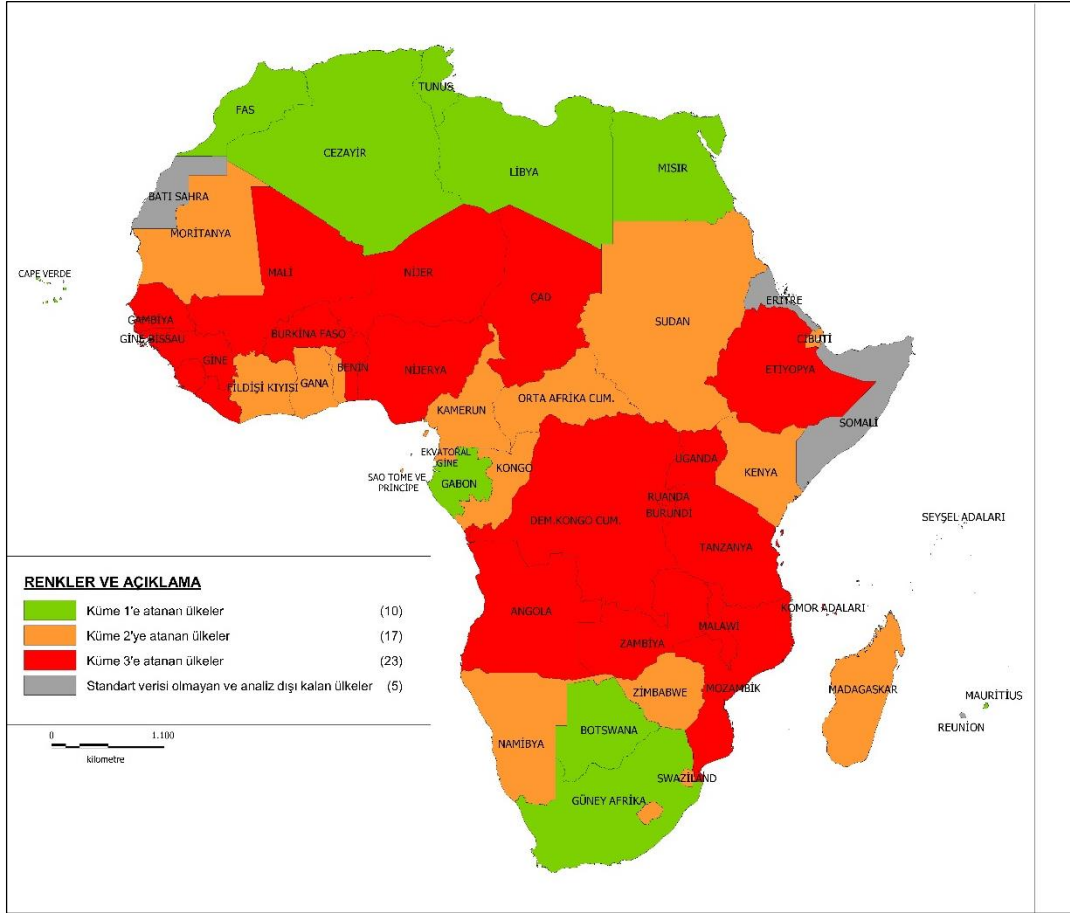 TUNUS
FAS
CEZAYİR
LİBYA
MISIR
BATI SAHRA
MORİTANYA
CAPE VERDE
MALİ
NİJER
ÇAD
SUDAN
ERİTRE
GAMBİYA
GİNE BİSSAU
GİNE
BURKİNA FASO
CİBUTİ
ETİYOPYA
FİLDİŞİ KIYISI
GANA
BENİN
NİJERYA
ORTA AFRİKA CUM.
KAMERUN
SOMALİ
EKVATORAL
GİNE
KONGO
UGANDA
KENYA
SAO TOME VE
PRINCIPE
GABON
RUANDA
BURUNDİ
DEM.KONGO CUM.
SEYŞEL ADALARI
TANZANYA
ANGOLA
MALAWİ
KOMOR ADALARI
ZAMBİYA
ZİMBABWE
MOZAMBİK
MADAGASKAR
MAURİTİUS
REUNİON
NAMİBYA
BOTSWANA
SWAZİLAND
GÜNEY AFRİKA
RENKLER VE AÇIKLAMA
Küme 1'e atanan ülkeler (10)
Küme 2'ye atanan ülkeler (17)
Küme 3'e atanan ülkeler (23)
Standart verisi olmayan ve analiz dışı kalan ülkeler (5)
0 1.100
kilometre